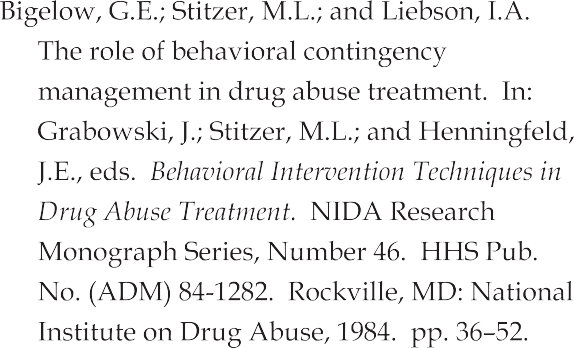 Bigelow, G.E.; Stitzer, M.L.; and Liebson, I.A.
The role of behavioral contingency
management in drug abuse treatment.  In:
Grabowski, J.; Stitzer, M.L.; and Henningfeld,
J.E., eds.  Behavioral Intervention Techniques in
Drug Abuse Treatment.  NIDA Research
Monograph Series, Number 46.  HHS Pub.
No. (ADM) 84-1282.  Rockville, MD: National
Institute on Drug Abuse, 1984.  pp. 36–52.